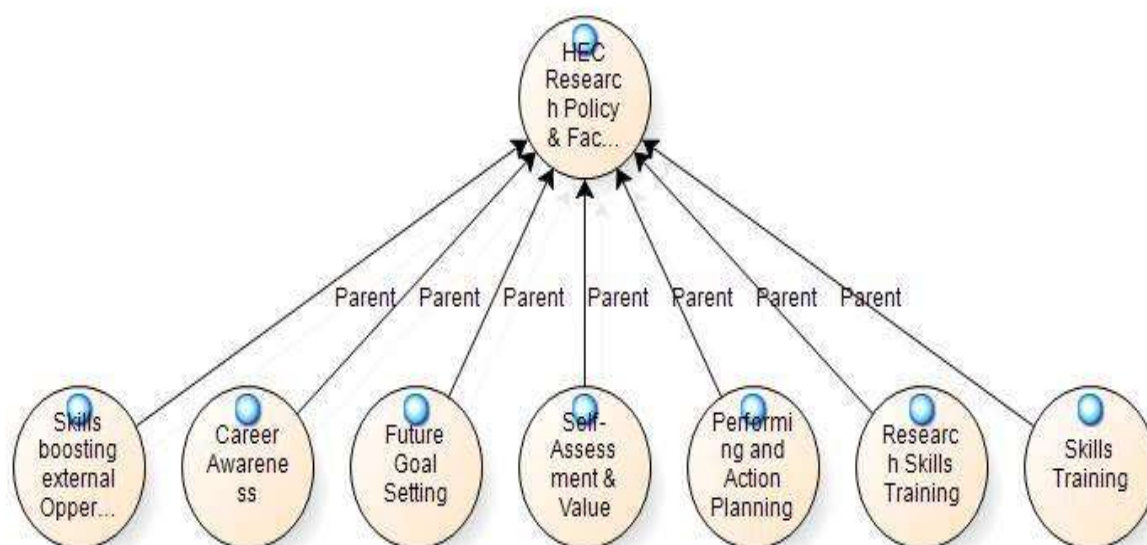 HEC
Researc
h Policy
& Fac...
Parent Parent Parent Parent Parent Parent Parent
Skills
boosting
external
Opper...
Career
Awarene
ss
Future
Goal
Setting
Self-
Assess
ment &
Value
Performi
ng and
Action
Planning
Researc
h Skills
Training
Skills
Training